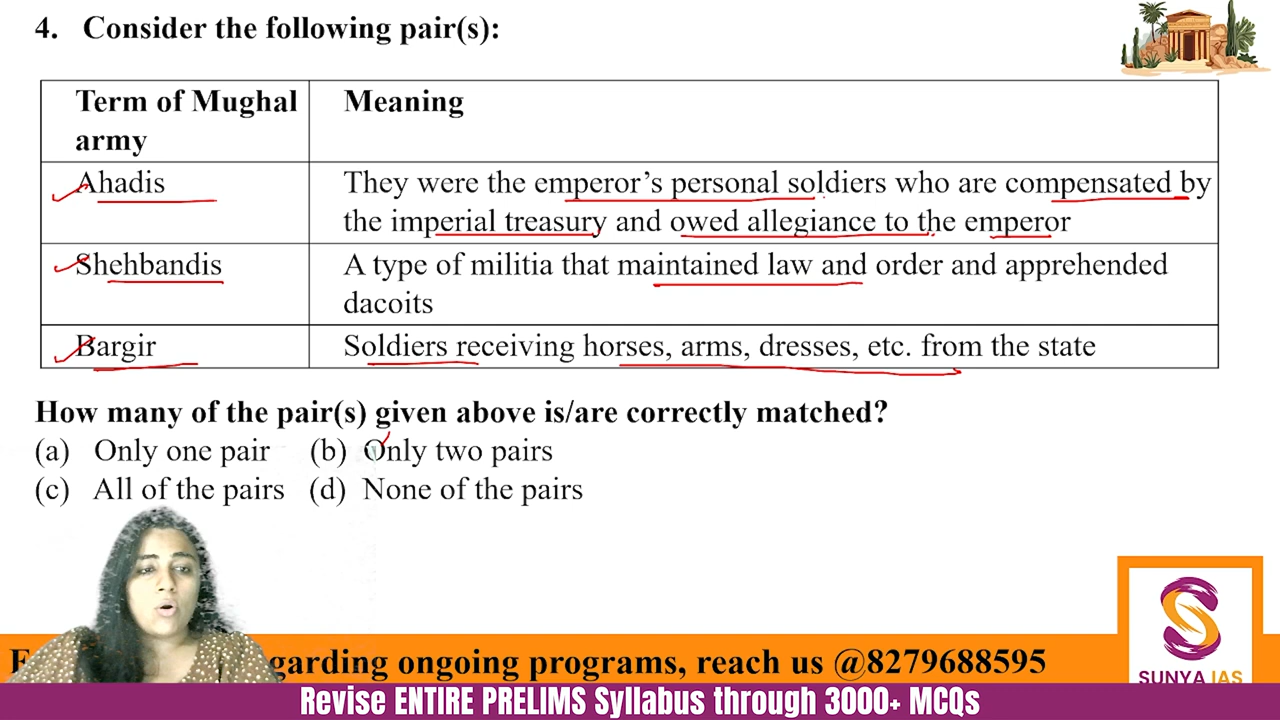 4. Consider the following pair(s):
Term of Mughal army
Meaning
Ahadis
They were the emperor's personal soldiers who are compensated by
the imperial treasury and owed allegiance to the emperor
Shehbandis
A type of militia that maintained law and order and apprehended
dacoits
Bargir
Soldiers receiving horses, arms, dresses, etc. from the state
How many of the pair(s) given above is/are correctly matched?
(a) Only one pair (b) Only two pairs
(c) All of the pairs (d) None of the pairs
garding ongoing programs, reach us @8279688595
SUNYA IAS
Revise ENTIRE PRELIMS Syllabus through 3000+ MCQs